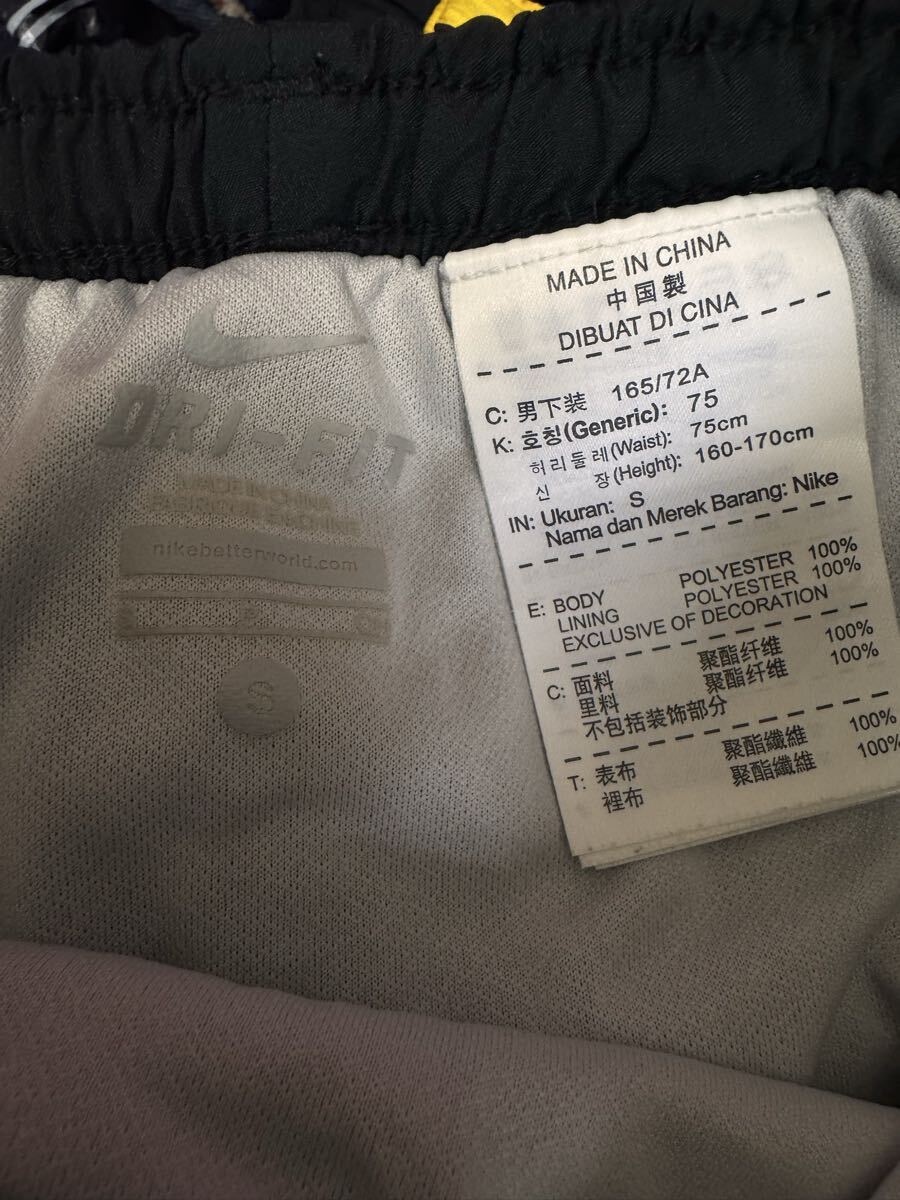 DRI-FIT
MADE IN CHINA
nikebetterworld.com
S
MADE IN CHINA
中国製
DIBUAT DI CINA
C: 男下装 165/72A
K: 호칭(Generic): 75
허리둘레(Waist): 75cm
신 장(Height): 160-170cm
IN: Ukuran: S
Nama dan Merek Barang: Nike
E: BODY POLYESTER 100%
LINING POLYESTER 100%
EXCLUSIVE OF DECORATION
C: 面料 聚酯纤维 100%
里料 聚酯纤维 100%
不包括装饰部分
T: 表布 聚酯纖維 100%
裡布 聚酯纖維 100%